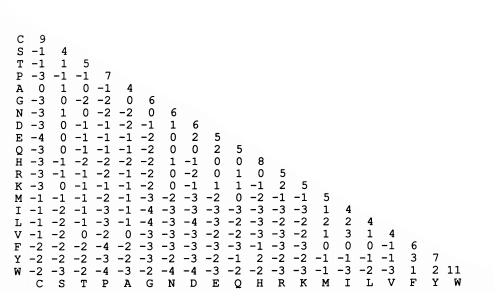 C 9
S -1 4
T -1 1 5
P -3 -1 -1 7
A 0 1 0 -1 4
G -3 0 -2 -2 0 6
N -3 1 0 -2 -2 0 6
D -3 0 -1 -1 -2 -1 1 6
E -4 0 -1 -1 -1 -2 0 2 5
Q -3 0 -1 -1 -1 -2 0 0 2 5
H -3 -1 -2 -2 -2 -2 1 -1 0 0 8
R -3 -1 -1 -2 -1 -2 0 -2 0 1 0 5
K -3 0 -1 -1 -1 -2 0 -1 1 1 -1 2 5
M -1 -1 -1 -2 -1 -3 -2 -3 -2 0 -2 -1 -1 5
I -1 -2 -1 -3 -1 -4 -3 -3 -3 -3 -3 -3 -3 1 4
L -1 -2 -1 -3 -1 -4 -3 -4 -3 -2 -3 -2 -2 2 2 4
V -1 -2 0 -2 0 -3 -3 -3 -2 -2 -3 -3 -2 1 3 1 4
F -2 -2 -2 -4 -2 -3 -3 -3 -3 -3 -1 -3 -3 0 0 0 -1 6
Y -2 -2 -2 -3 -2 -3 -2 -3 -2 -1 2 -2 -2 -1 -1 -1 -1 3 7
W -2 -3 -2 -4 -3 -2 -4 -4 -3 -2 -2 -3 -3 -1 -3 -2 -3 1 2 11
C S T P A G N D E Q H R K M I L V F Y W